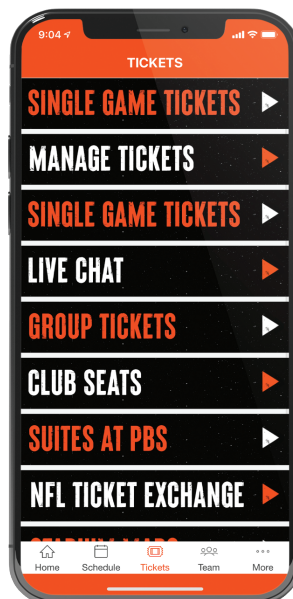 9:04
TICKETS
SINGLE GAME TICKETS
MANAGE TICKETS
SINGLE GAME TICKETS
LIVE CHAT
GROUP TICKETS
CLUB SEATS
SUITES AT PBS
NFL TICKET EXCHANGE
Home Schedule Tickets Team More